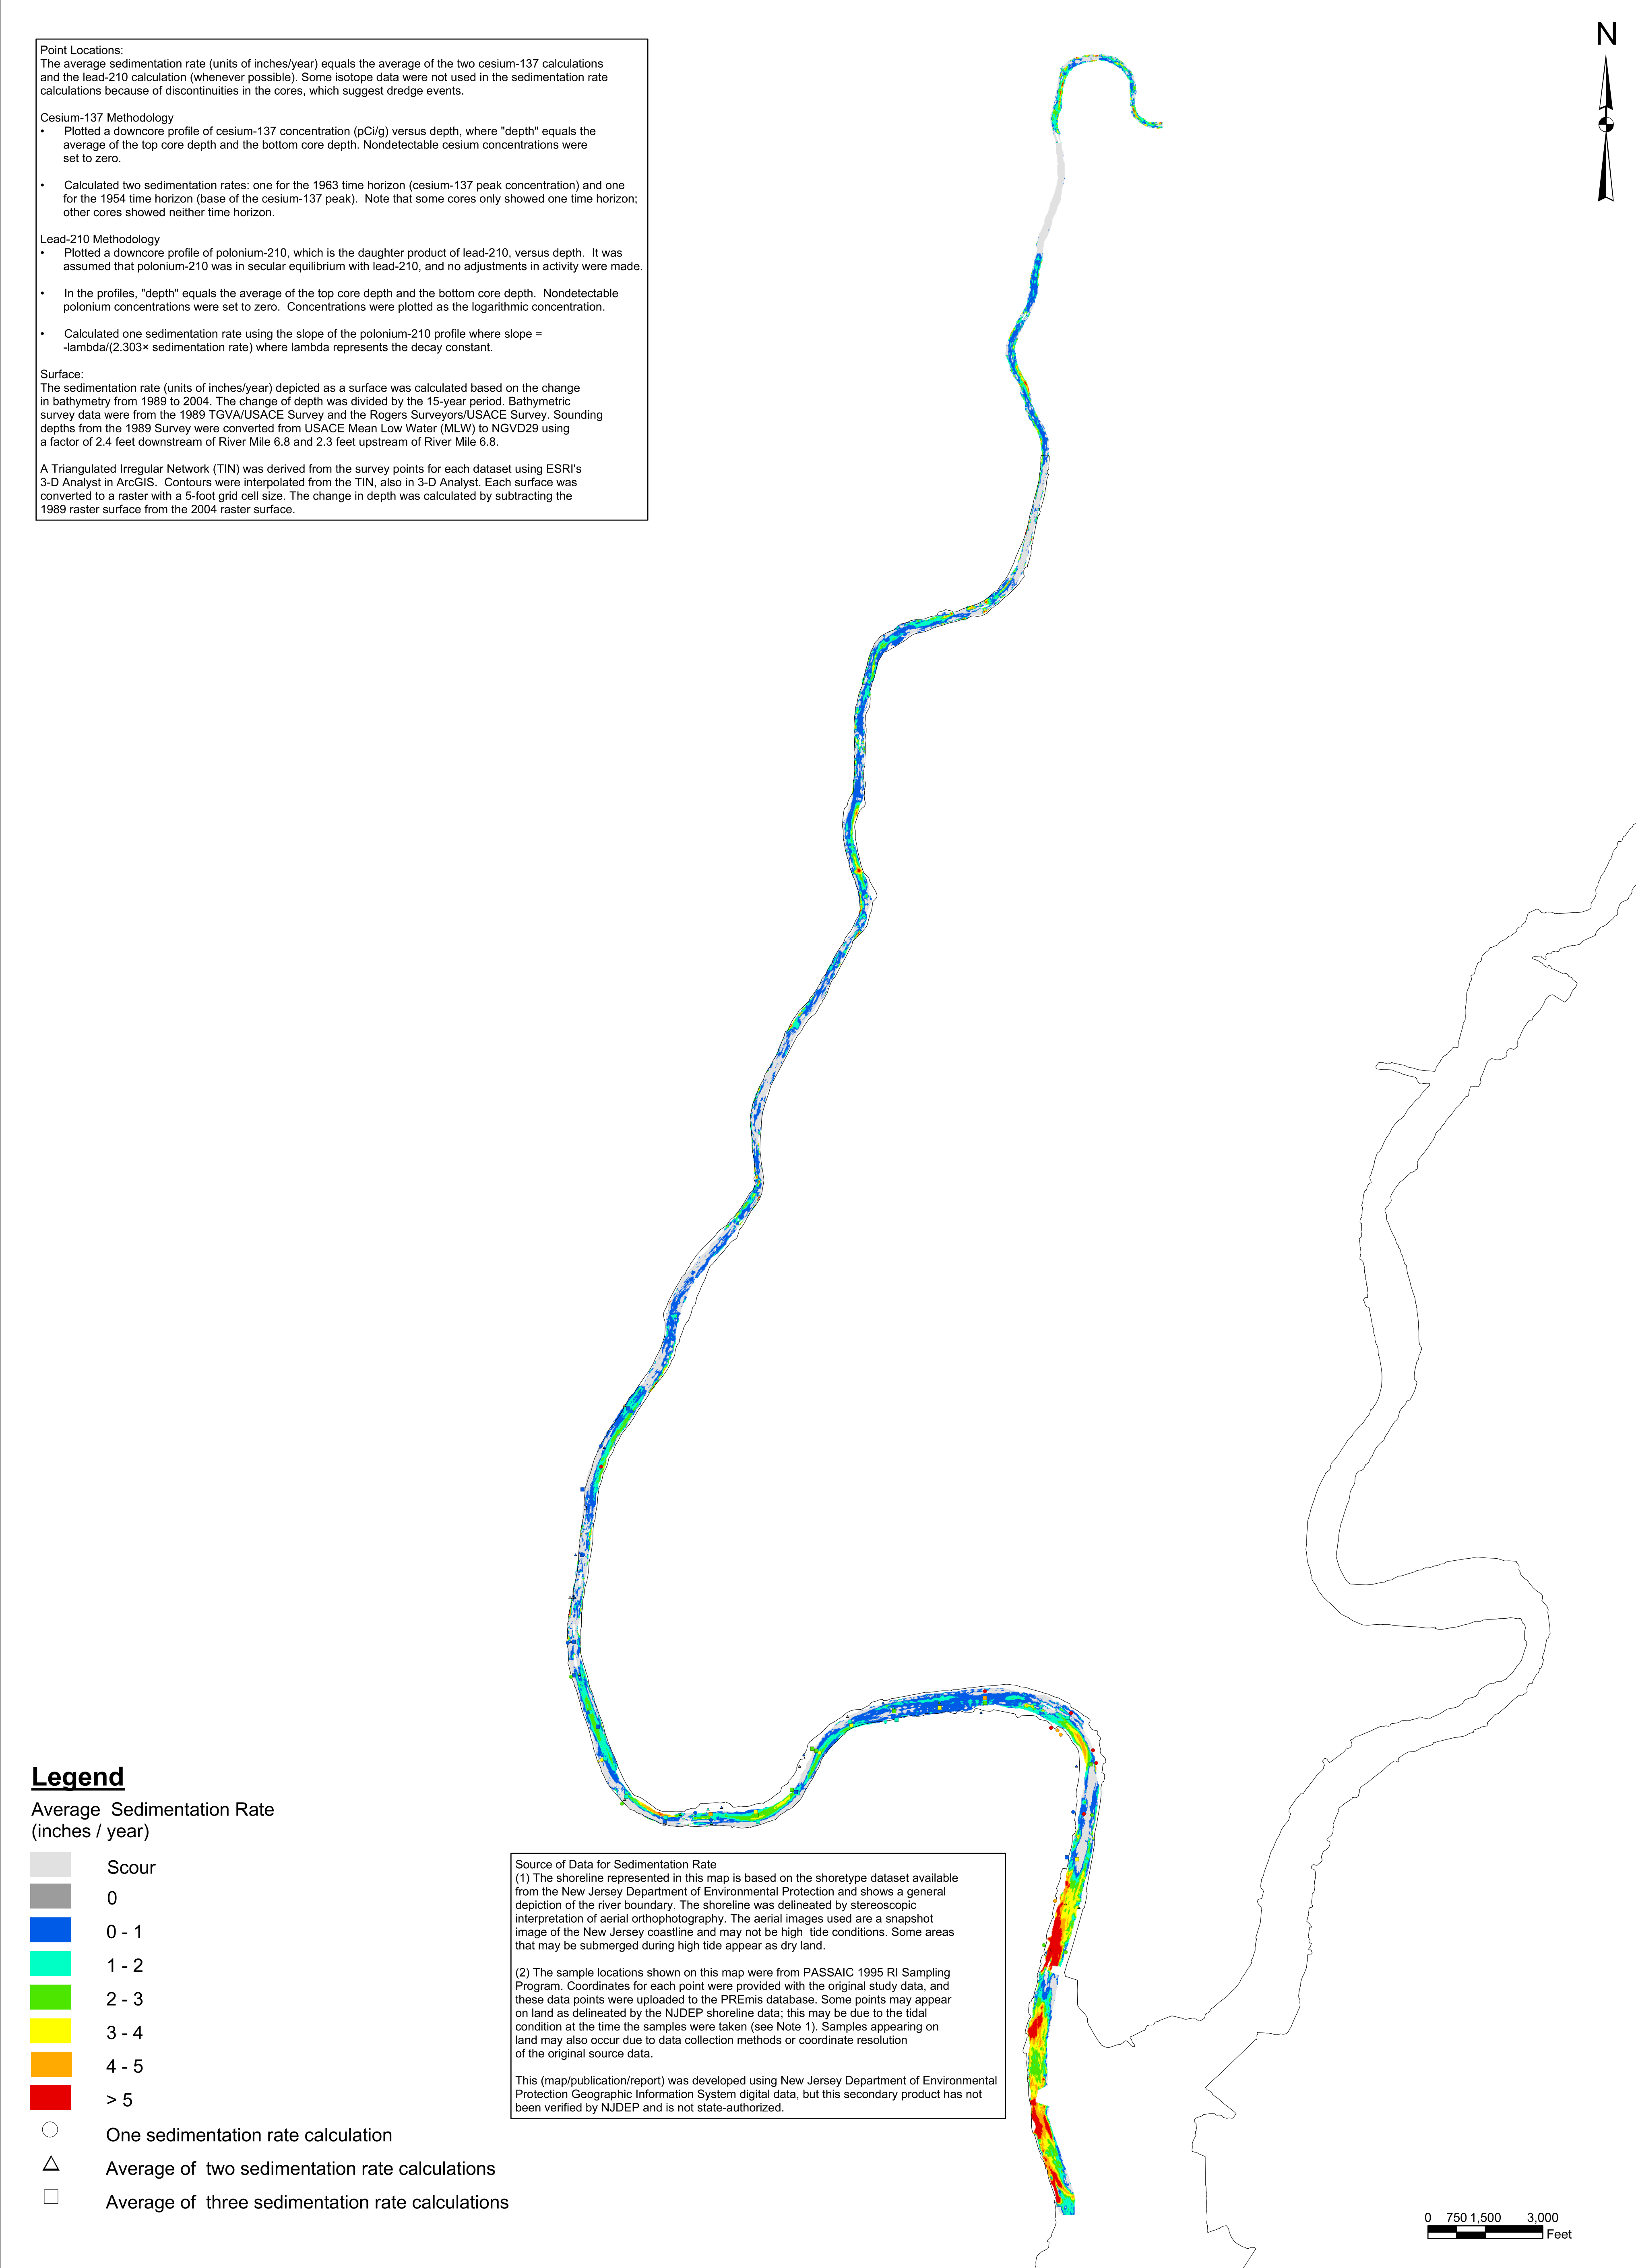 N
Point Locations:
The average sedimentation rate (units of inches/year) equals the average of the two cesium-137 calculations
and the lead-210 calculation (whenever possible). Some isotope data were not used in the sedimentation rate
calculations because of discontinuities in the cores, which suggest dredge events.
Cesium-137 Methodology
• Plotted a downcore profile of cesium-137 concentration (pCi/g) versus depth, where "depth" equals the
average of the top core depth and the bottom core depth. Nondetectable cesium concentrations were
set to zero.
• Calculated two sedimentation rates: one for the 1963 time horizon (cesium-137 peak concentration) and one
for the 1954 time horizon (base of the cesium-137 peak). Note that some cores only showed one time horizon;
other cores showed neither time horizon.
Lead-210 Methodology
• Plotted a downcore profile of polonium-210, which is the daughter product of lead-210, versus depth. It was
assumed that polonium-210 was in secular equilibrium with lead-210, and no adjustments in activity were made.
• In the profiles, "depth" equals the average of the top core depth and the bottom core depth. Nondetectable
polonium concentrations were set to zero. Concentrations were plotted as the logarithmic concentration.
• Calculated one sedimentation rate using the slope of the polonium-210 profile where slope =
-lambda/(2.303× sedimentation rate) where lambda represents the decay constant.
Surface:
The sedimentation rate (units of inches/year) depicted as a surface was calculated based on the change
in bathymetry from 1989 to 2004. The change of depth was divided by the 15-year period. Bathymetric
survey data were from the 1989 TGVA/USACE Survey and the Rogers Surveyors/USACE Survey. Sounding
depths from the 1989 Survey were converted from USACE Mean Low Water (MLW) to NGVD29 using
a factor of 2.4 feet downstream of River Mile 6.8 and 2.3 feet upstream of River Mile 6.8.
A Triangulated Irregular Network (TIN) was derived from the survey points for each dataset using ESRI's
3-D Analyst in ArcGIS. Contours were interpolated from the TIN, also in 3-D Analyst. Each surface was
converted to a raster with a 5-foot grid cell size. The change in depth was calculated by subtracting the
1989 raster surface from the 2004 raster surface.
Legend
Average Sedimentation Rate
(inches / year)
Scour
0
0 - 1
1 - 2
2 - 3
3 - 4
4 - 5
> 5
One sedimentation rate calculation
Average of two sedimentation rate calculations
Average of three sedimentation rate calculations
Source of Data for Sedimentation Rate
(1) The shoreline represented in this map is based on the shoretype dataset available
from the New Jersey Department of Environmental Protection and shows a general
depiction of the river boundary. The shoreline was delineated by stereoscopic
interpretation of aerial orthophotography. The aerial images used are a snapshot
image of the New Jersey coastline and may not be high tide conditions. Some areas
that may be submerged during high tide appear as dry land.
(2) The sample locations shown on this map were from PASSAIC 1995 RI Sampling
Program. Coordinates for each point were provided with the original study data, and
these data points were uploaded to the PREmis database. Some points may appear
on land as delineated by the NJDEP shoreline data; this may be due to the tidal
condition at the time the samples were taken (see Note 1). Samples appearing on
land may also occur due to data collection methods or coordinate resolution
of the original source data.
This (map/publication/report) was developed using New Jersey Department of Environmental
Protection Geographic Information System digital data, but this secondary product has not
been verified by NJDEP and is not state-authorized.
0 750 1,500 3,000
Feet